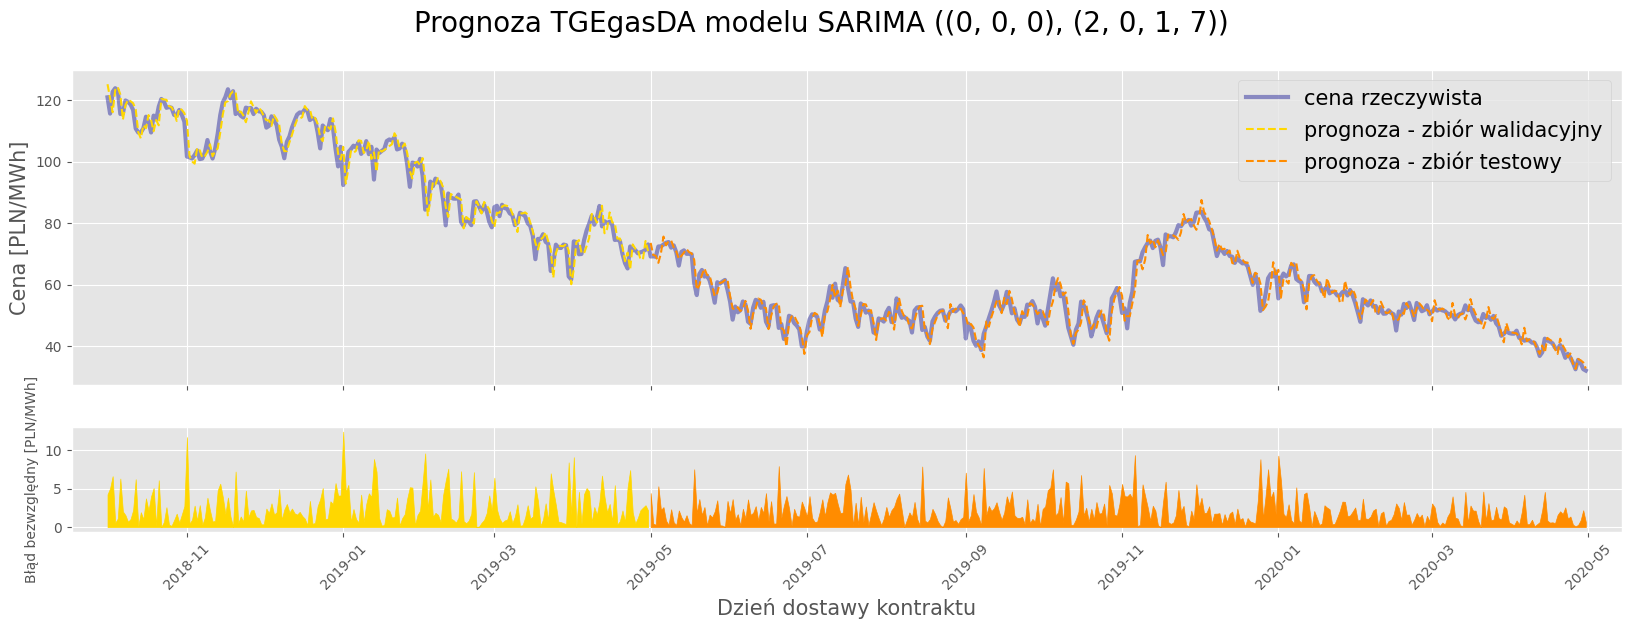 Prognoza TGEgasDA modelu SARIMA ((0, 0, 0), (2, 0, 1, 7))
Cena [PLN/MWh]
120
100
80
60
40
cena rzeczywista
prognoza - zbiór walidacyjny
prognoza - zbiór testowy
Błąd bezwzględny [PLN/MWh]
10
5
0
2018-11
2019-01
2019-03
2019-05
2019-07
2019-09
2019-11
2020-01
2020-03
2020-05
Dzień dostawy kontraktu